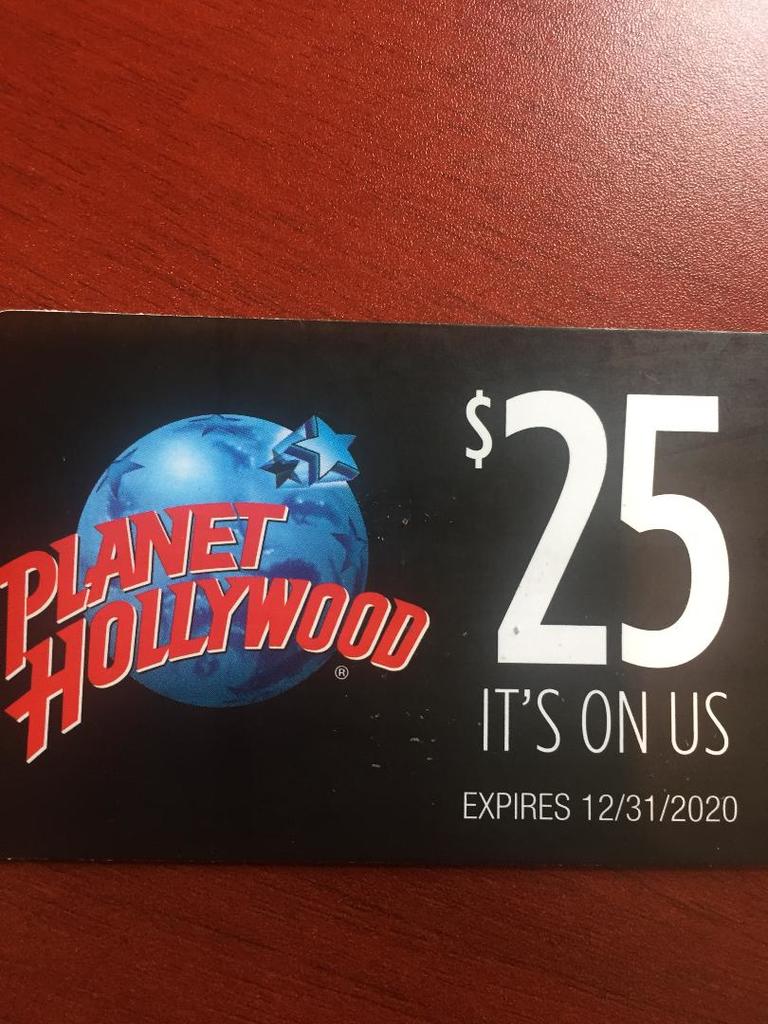 PLANET
HOLLYWOOD
®
$25
IT'S ON US
EXPIRES 12/31/2020